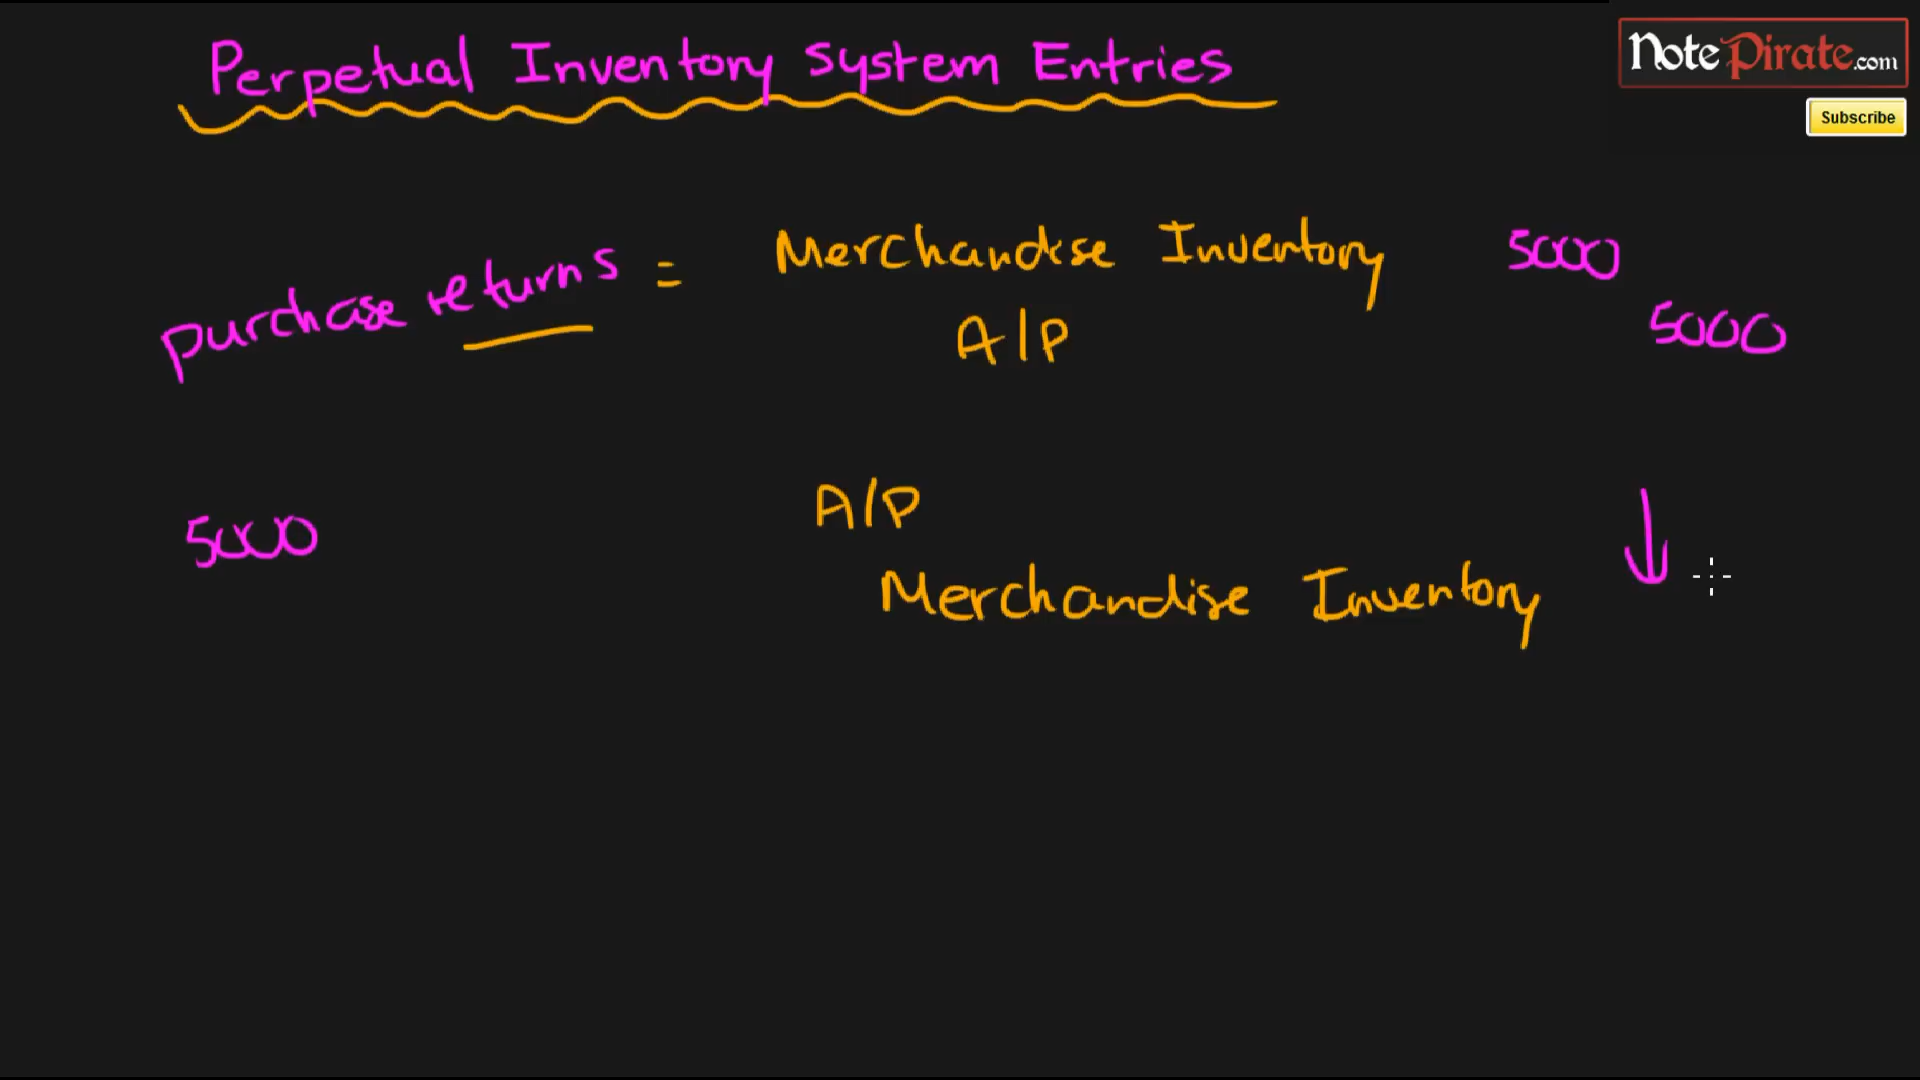 Perpetual Inventory System Entries
NotePirate.com
Subscribe
purchase returns = Merchandise Inventory 5000
A/P 5000
5000 A/P
Merchandise Inventory